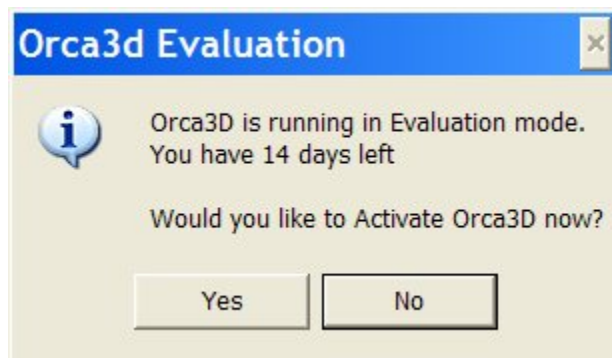 Orca3d Evaluation
Orca3D is running in Evaluation mode.
You have 14 days left
Would you like to Activate Orca3D now?
Yes
No